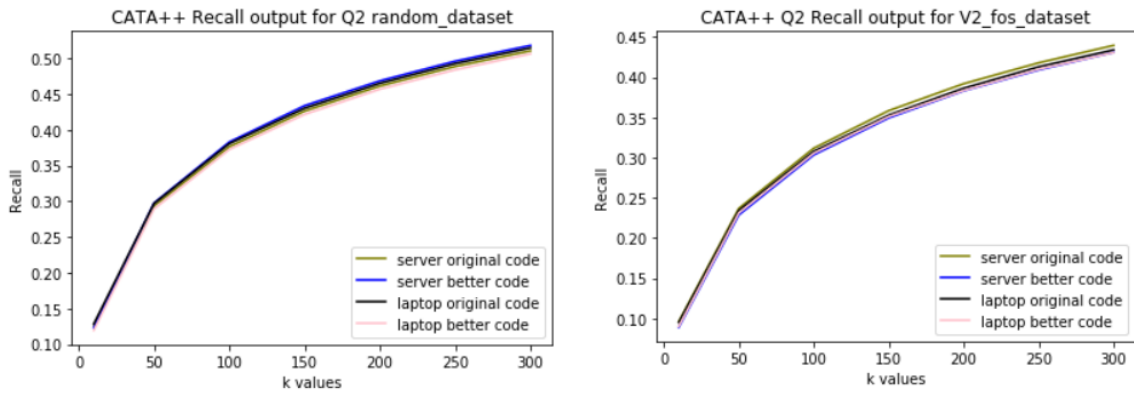 CATA++ Recall output for Q2 random_dataset
0.50
0.45
0.40
0.35
0.30
0.25
0.20
0.15
0.10
Recall
server original code
server better code
laptop original code
laptop better code
0
50
100
150
200
250
300
k values
CATA++ Q2 Recall output for V2_fos_dataset
0.45
0.40
0.35
0.30
0.25
0.20
0.15
0.10
Recall
server original code
server better code
laptop original code
laptop better code
0
50
100
150
200
250
300
k values